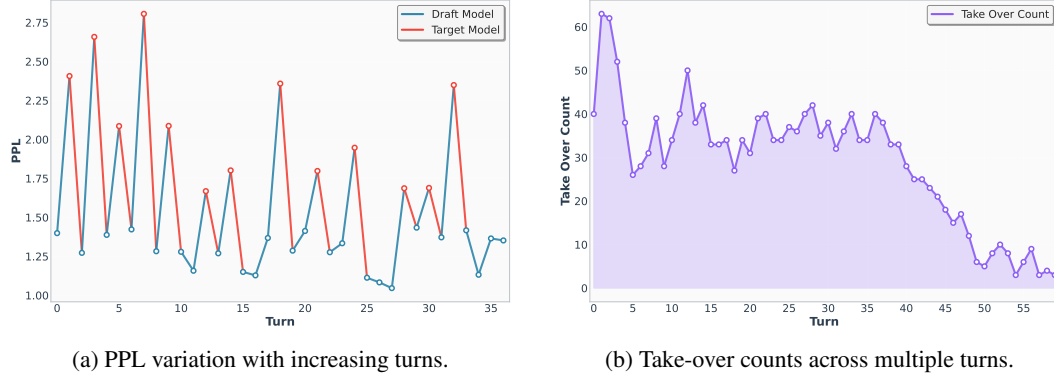 Draft Model
Target Model
2.75
2.50
2.25
2.00
1.75
1.50
1.25
1.00
PPL
0 5 10 15 20 25 30 35
Turn
(a) PPL variation with increasing turns.
Take Over Count
60
50
40
30
20
10
0
Take Over Count
0 5 10 15 20 25 30 35 40 45 50 55
Turn
(b) Take-over counts across multiple turns.